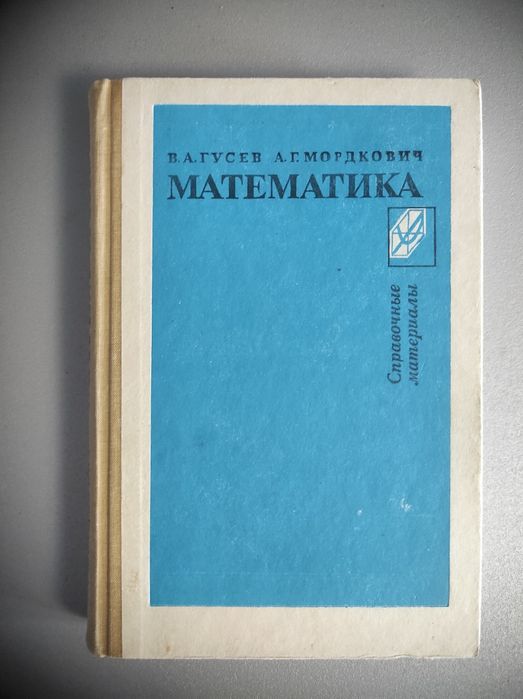 В.А.ГУСЕВ А.Г.МОРДКОВИЧ
МАТЕМАТИКА
Справочные
материалы